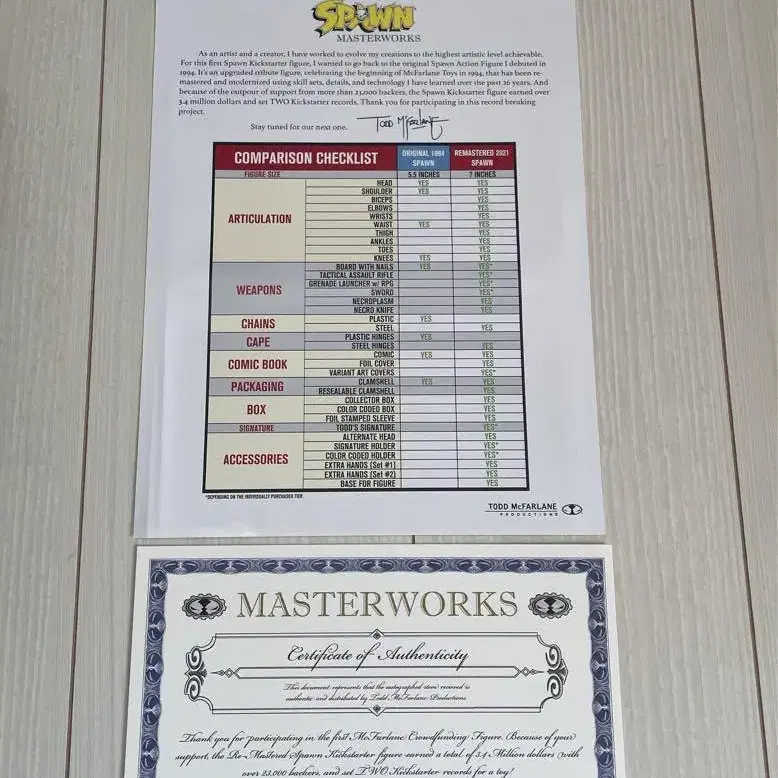 SPAWN
MASTERWORKS
As an artist and a creator, I have worked to evolve my creations to the highest artistic level achievable.
For this first Spawn Kickstarter figure, I wanted to go back to the original Spawn Action Figure I debuted in
1994. It's an upgraded tribute figure, celebrating the beginning of McFarlane Toys in 1994, that has been re-
mastered and modernized using skill sets, details, and technology I have learned over the past 26 years. And
because of the outpour of support from more than 23,000 backers, the Spawn Kickstarter figure earned over
3.4 million dollars and set TWO Kickstarter records. Thank you for participating in this record breaking
project.
Stay tuned for our next one. Todd McFarlane
COMPARISON CHECKLIST ORIGINAL 1994 SPAWN REMASTERED 2021 SPAWN
FIGURE SIZE 5.5 INCHES 7 INCHES
ARTICULATION
HEAD YES YES
SHOULDER YES YES
BICEPS YES
ELBOWS YES
WRISTS YES
WAIST YES YES
THIGH YES
ANKLES YES
TOES YES
KNEES YES YES
WEAPONS
BOARD WITH NAILS YES YES*
TACTICAL ASSAULT RIFLE YES*
GRENADE LAUNCHER w/ RPG YES*
SWORD YES*
NECROPLASM YES
NECRO KNIFE YES
CHAINS
PLASTIC YES
STEEL YES
CAPE
PLASTIC HINGES YES
STEEL HINGES YES
COMIC BOOK
COMIC YES YES
FOIL COVER YES
VARIANT ART COVERS YES*
PACKAGING
CLAMSHELL YES YES
RESEALABLE CLAMSHELL YES
BOX
COLLECTOR BOX YES
COLOR CODED BOX YES
FOIL STAMPED SLEEVE YES
SIGNATURE TODD'S SIGNATURE YES*
ACCESSORIES
ALTERNATE HEAD YES
SIGNATURE HOLDER YES*
COLOR CODED HOLDER YES*
EXTRA HANDS (Set #1) YES
EXTRA HANDS (Set #2) YES
BASE FOR FIGURE YES
*DEPENDING ON THE INDIVIDUALLY PURCHASED TIER
TODD McFARLANE
PRODUCTIONS
MASTERWORKS
Certificate of Authenticity
This document represents that the autographed item received is
authentic and distributed by Todd McFarlane Productions
Thank you for participating in the first McFarlane Crowdfunding Figure. Because of your
support, the Re-Mastered Spawn Kickstarter figure earned a total of 3.4 Million dollars with
over 23,000 backers, and set TWO Kickstarter records for a toy!